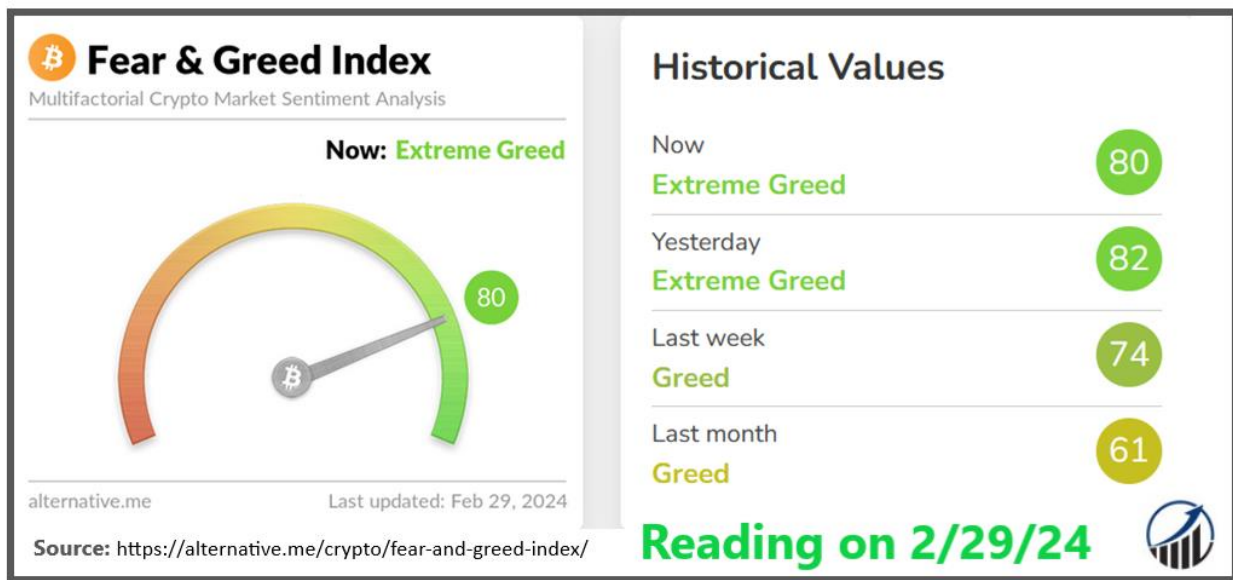 Fear & Greed Index
Multifactorial Crypto Market Sentiment Analysis
Now: Extreme Greed
80
alternative.me
Last updated: Feb 29, 2024
Source: https://alternative.me/crypto/fear-and-greed-index/
Historical Values
Now
Extreme Greed
80
Yesterday
Extreme Greed
82
Last week
Greed
74
Last month
Greed
61
Reading on 2/29/24